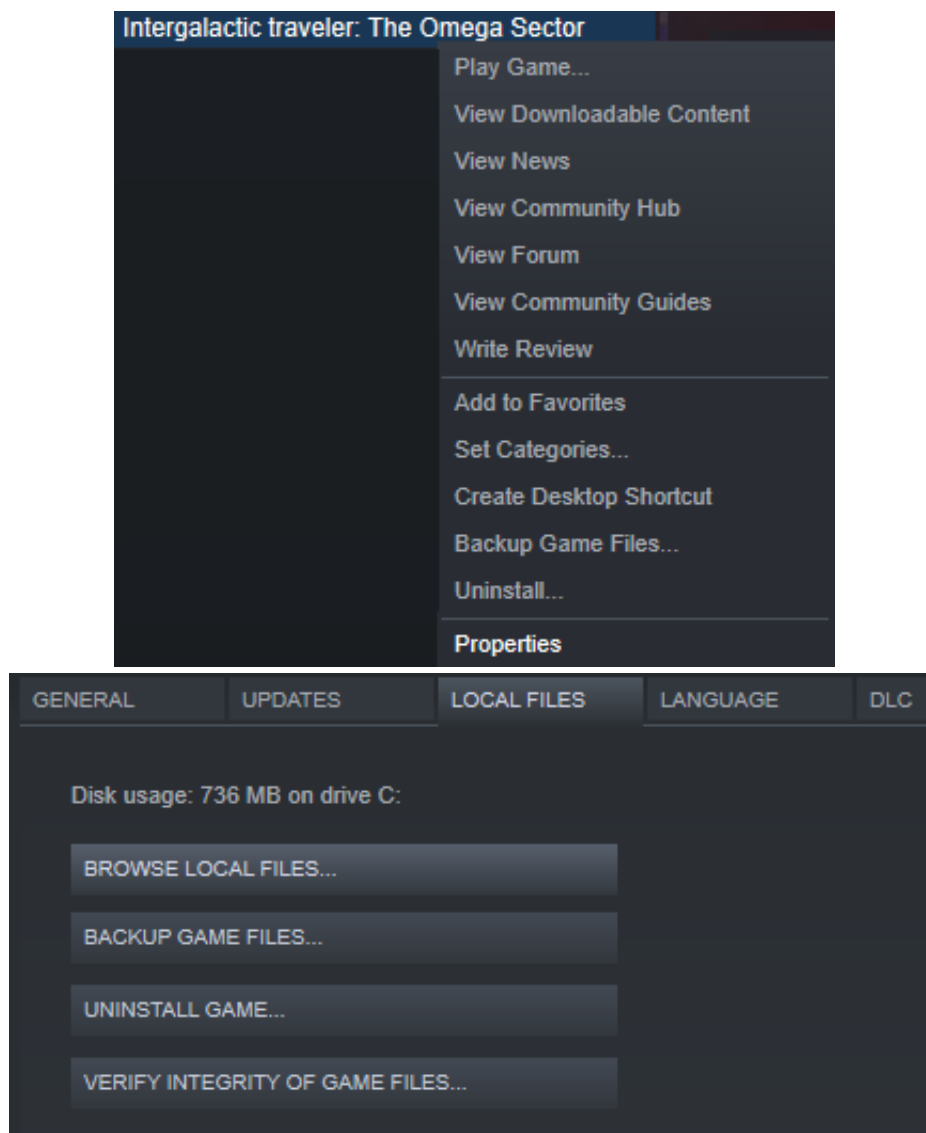 Intergalactic traveler: The Omega Sector
Play Game...
View Downloadable Content
View News
View Community Hub
View Forum
View Community Guides
Write Review
Add to Favorites
Set Categories...
Create Desktop Shortcut
Backup Game Files...
Uninstall...
Properties
GENERAL UPDATES LOCAL FILES LANGUAGE DLC
Disk usage: 736 MB on drive C:
BROWSE LOCAL FILES...
BACKUP GAME FILES...
UNINSTALL GAME...
VERIFY INTEGRITY OF GAME FILES...